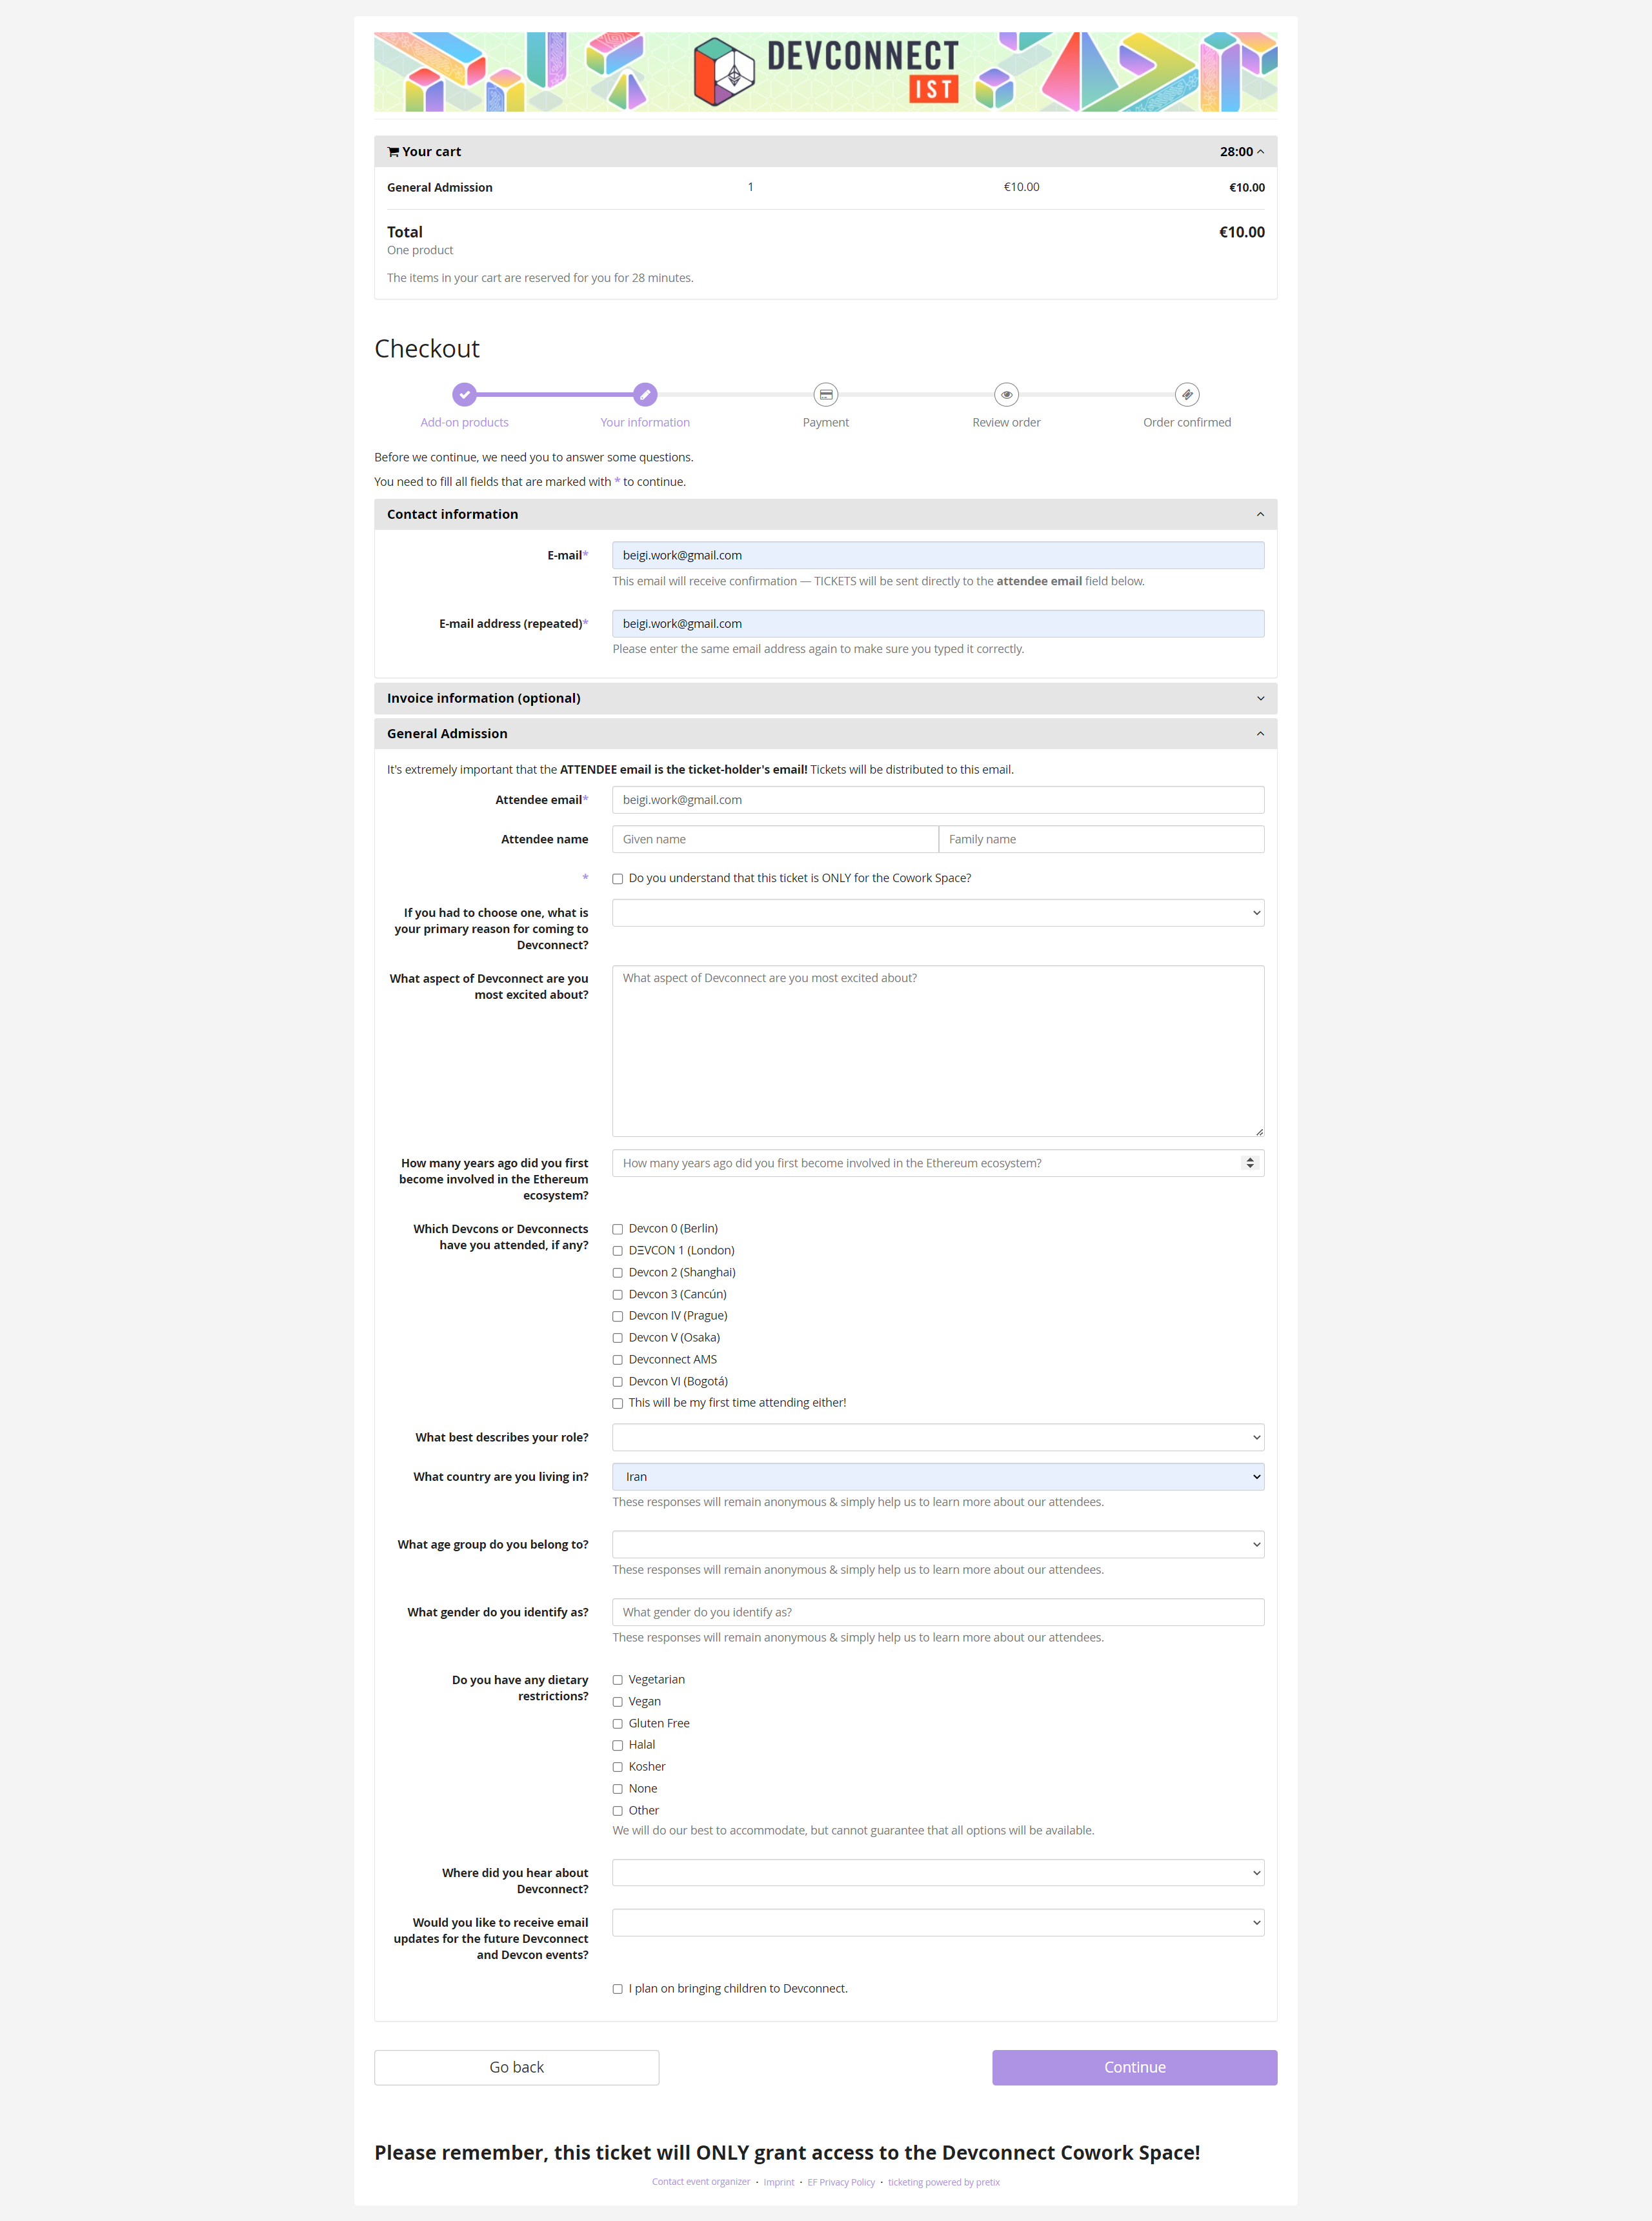 DEVCONNECT
IST
Your cart 28:00
General Admission 1 €10.00 €10.00
Total €10.00
One product
The items in your cart are reserved for you for 28 minutes.
Checkout
Add-on products Your information Payment Review order Order confirmed
Before we continue, we need you to answer some questions.
You need to fill all fields that are marked with * to continue.
Contact information
E-mail* beigi.work@gmail.com
This email will receive confirmation — TICKETS will be sent directly to the attendee email field below.
E-mail address (repeated)* beigi.work@gmail.com
Please enter the same email address again to make sure you typed it correctly.
Invoice information (optional)
General Admission
It's extremely important that the ATTENDEE email is the ticket-holder's email! Tickets will be distributed to this email.
Attendee email* beigi.work@gmail.com
Attendee name Given name Family name
* Do you understand that this ticket is ONLY for the Cowork Space?
If you had to choose one, what is
your primary reason for coming to
Devconnect?
What aspect of Devconnect are you What aspect of Devconnect are you most excited about?
most excited about?
How many years ago did you first How many years ago did you first become involved in the Ethereum ecosystem?
become involved in the Ethereum
ecosystem?
Which Devcons or Devconnects Devcon 0 (Berlin)
have you attended, if any?
DΞVCON 1 (London)
Devcon 2 (Shanghai)
Devcon 3 (Cancún)
Devcon IV (Prague)
Devcon V (Osaka)
Devconnect AMS
Devcon VI (Bogotá)
This will be my first time attending either!
What best describes your role?
What country are you living in? Iran
These responses will remain anonymous & simply help us to learn more about our attendees.
What age group do you belong to?
These responses will remain anonymous & simply help us to learn more about our attendees.
What gender do you identify as? What gender do you identify as?
These responses will remain anonymous & simply help us to learn more about our attendees.
Do you have any dietary Vegetarian
restrictions?
Vegan
Gluten Free
Halal
Kosher
None
Other
We will do our best to accommodate, but cannot guarantee that all options will be available.
Where did you hear about
Devconnect?
Would you like to receive email
updates for the future Devconnect
and Devcon events?
I plan on bringing children to Devconnect.
Go back Continue
Please remember, this ticket will ONLY grant access to the Devconnect Cowork Space!
Contact event organizer · Imprint · EF Privacy Policy · ticketing powered by pretix